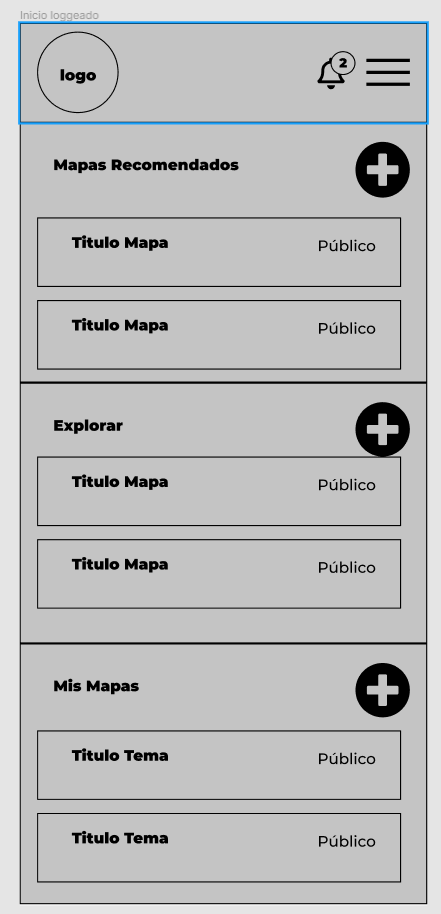 Inicio loggeado
logo
2
Mapas Recomendados
Titulo Mapa
Público
Titulo Mapa
Público
Explorar
Titulo Mapa
Público
Titulo Mapa
Público
Mis Mapas
Titulo Tema
Público
Titulo Tema
Público